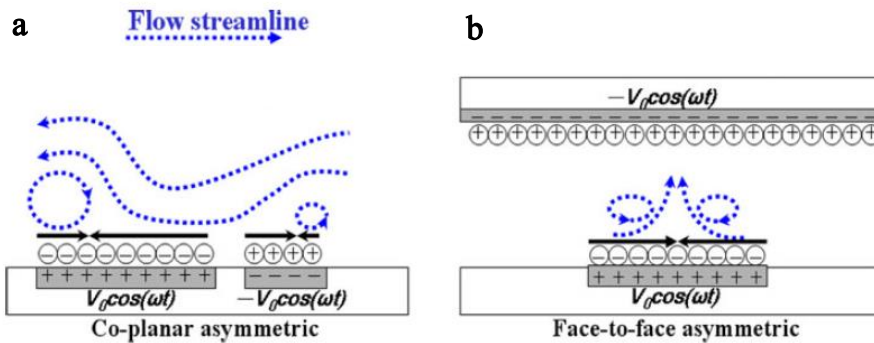 a
Flow streamline
b
−V₀cos(ωt)
− − − − − − − − − − − − − − − − − − − −
+ + + + + + + + + + + + + + + + + + + +
− − − − − − − − −
+ + + +
− − − − − − − − −
+ + + + + + + + +
− − − −
+ + + + + + + + +
V₀cos(ωt)
−V₀cos(ωt)
V₀cos(ωt)
Co-planar asymmetric
Face-to-face asymmetric